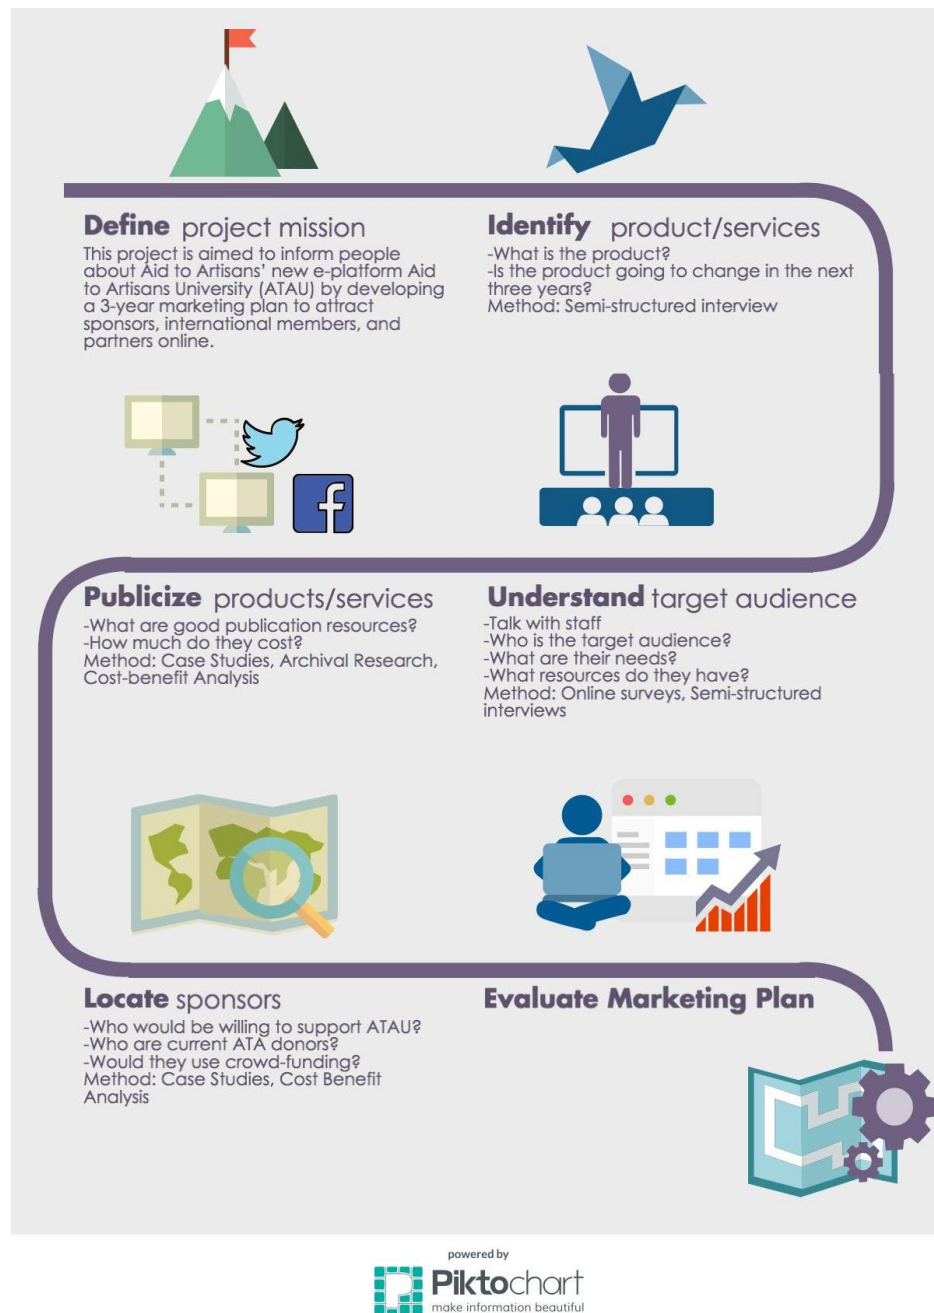 Define project mission
This project is aimed to inform people
about Aid to Artisans' new e-platform Aid
to Artisans University (ATAU) by developing
a 3-year marketing plan to attract
sponsors, international members, and
partners online.
Identify product/services
-What is the product?
-Is the product going to change in the next
three years?
Method: Semi-structured interview
Understand target audience
-Talk with staff
-Who is the target audience?
-What are their needs?
-What resources do they have?
Method: Online surveys, Semi-structured
interviews
Publicize products/services
-What are good publication resources?
-How much do they cost?
Method: Case Studies, Archival Research,
Cost-benefit Analysis
Locate sponsors
-Who would be willing to support ATAU?
-Who are current ATA donors?
-Would they use crowd-funding?
Method: Case Studies, Cost Benefit
Analysis
Evaluate Marketing Plan
powered by
Piktochart
make information beautiful